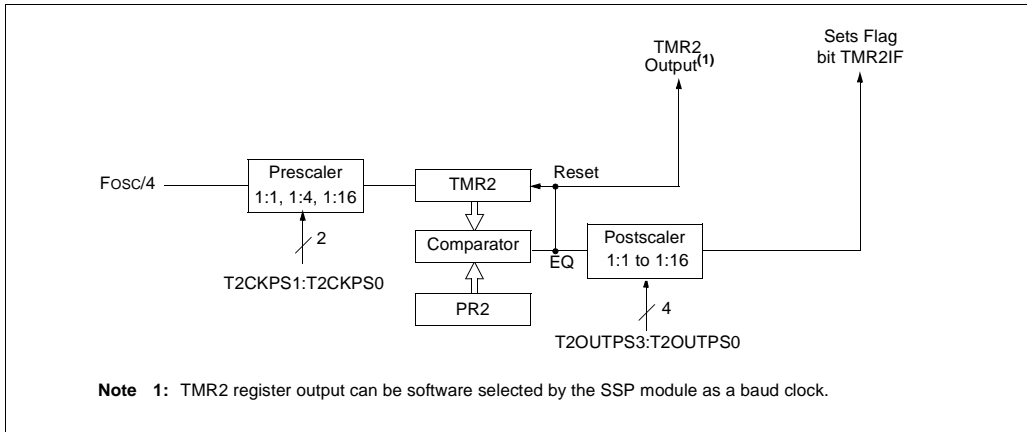 TMR2
Output(1)
Sets Flag
bit TMR2IF
Reset
FOSC/4
Prescaler
1:1, 1:4, 1:16
TMR2
2
Comparator
EQ
Postscaler
1:1 to 1:16
T2CKPS1:T2CKPS0
PR2
4
T2OUTPS3:T2OUTPS0
Note 1: TMR2 register output can be software selected by the SSP module as a baud clock.